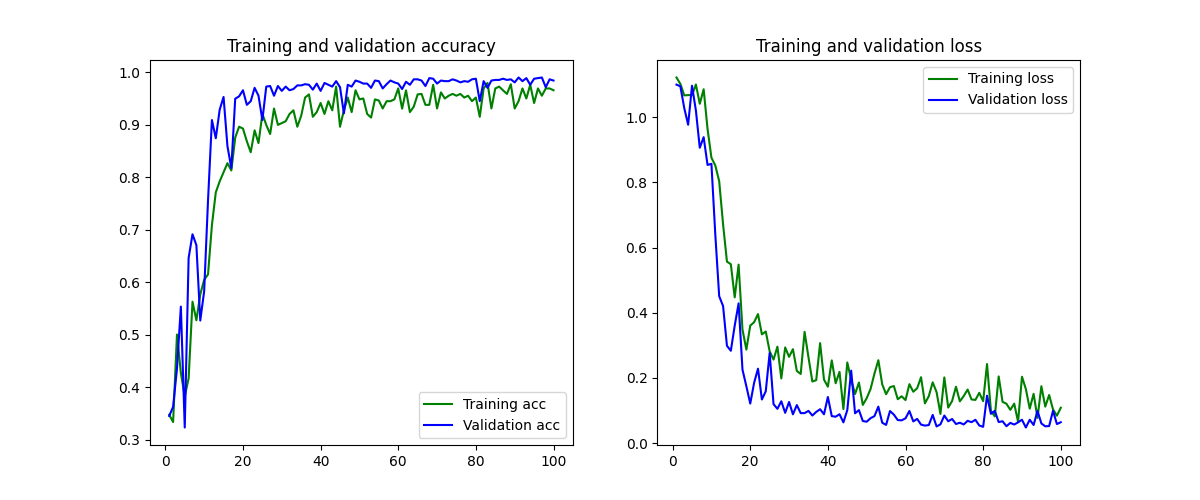 Training and validation accuracy
1.0
0.9
0.8
0.7
0.6
0.5
0.4
0.3
0 20 40 60 80 100
Training acc
Validation acc
Training and validation loss
1.0
0.8
0.6
0.4
0.2
0.0
0 20 40 60 80 100
Training loss
Validation loss